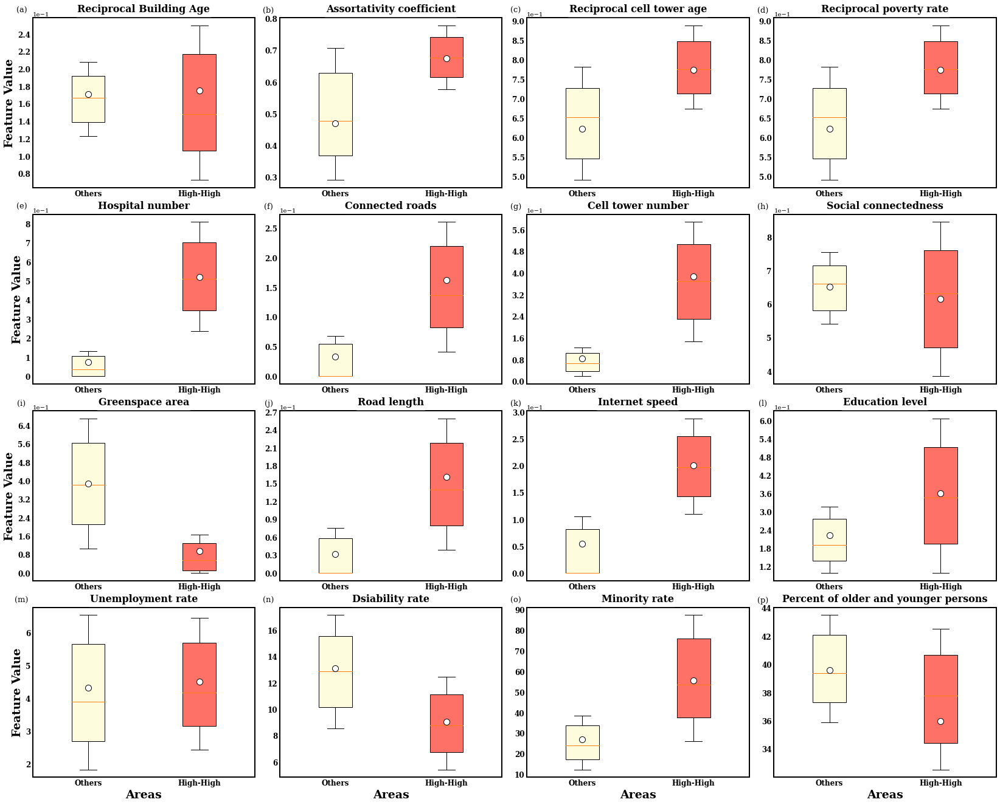 (a) Reciprocal Building Age
1e−1
2.4
2.2
2.0
1.8
1.6
1.4
1.2
1.0
0.8
Feature Value
Others High-High
(b) Assortativity coefficient
0.8
0.7
0.6
0.5
0.4
0.3
Others High-High
(c) Reciprocal cell tower age
1e−1
9.0
8.5
8.0
7.5
7.0
6.5
6.0
5.5
5.0
Others High-High
(d) Reciprocal poverty rate
1e−1
9.0
8.5
8.0
7.5
7.0
6.5
6.0
5.5
5.0
Others High-High
(e) Hospital number
8
7
6
5
4
3
2
1
0
Feature Value
Others High-High
(f) Connected roads
1e−1
2.5
2.0
1.5
1.0
0.5
0.0
Others High-High
(g) Cell tower number
1e−1
5.6
4.8
4.0
3.2
2.4
1.6
0.8
0.0
Others High-High
(h) Social connectedness
1e−1
8
7
6
5
4
Others High-High
(i) Greenspace area
1e−1
6.4
5.6
4.8
4.0
3.2
2.4
1.6
0.8
0.0
Feature Value
Others High-High
(j) Road length
1e−1
2.7
2.4
2.1
1.8
1.5
1.2
0.9
0.6
0.3
0.0
Others High-High
(k) Internet speed
1e−1
3.0
2.5
2.0
1.5
1.0
0.5
0.0
Others High-High
(l) Education level
1e−1
6.0
5.4
4.8
4.2
3.6
3.0
2.4
1.8
1.2
Others High-High
(m) Unemployment rate
6
5
4
3
2
Feature Value
Others High-High
Areas
(n) Dsiability rate
16
14
12
10
8
6
Others High-High
Areas
(o) Minority rate
90
80
70
60
50
40
30
20
10
Others High-High
Areas
(p) Percent of older and younger persons
44
42
40
38
36
34
Others High-High
Areas